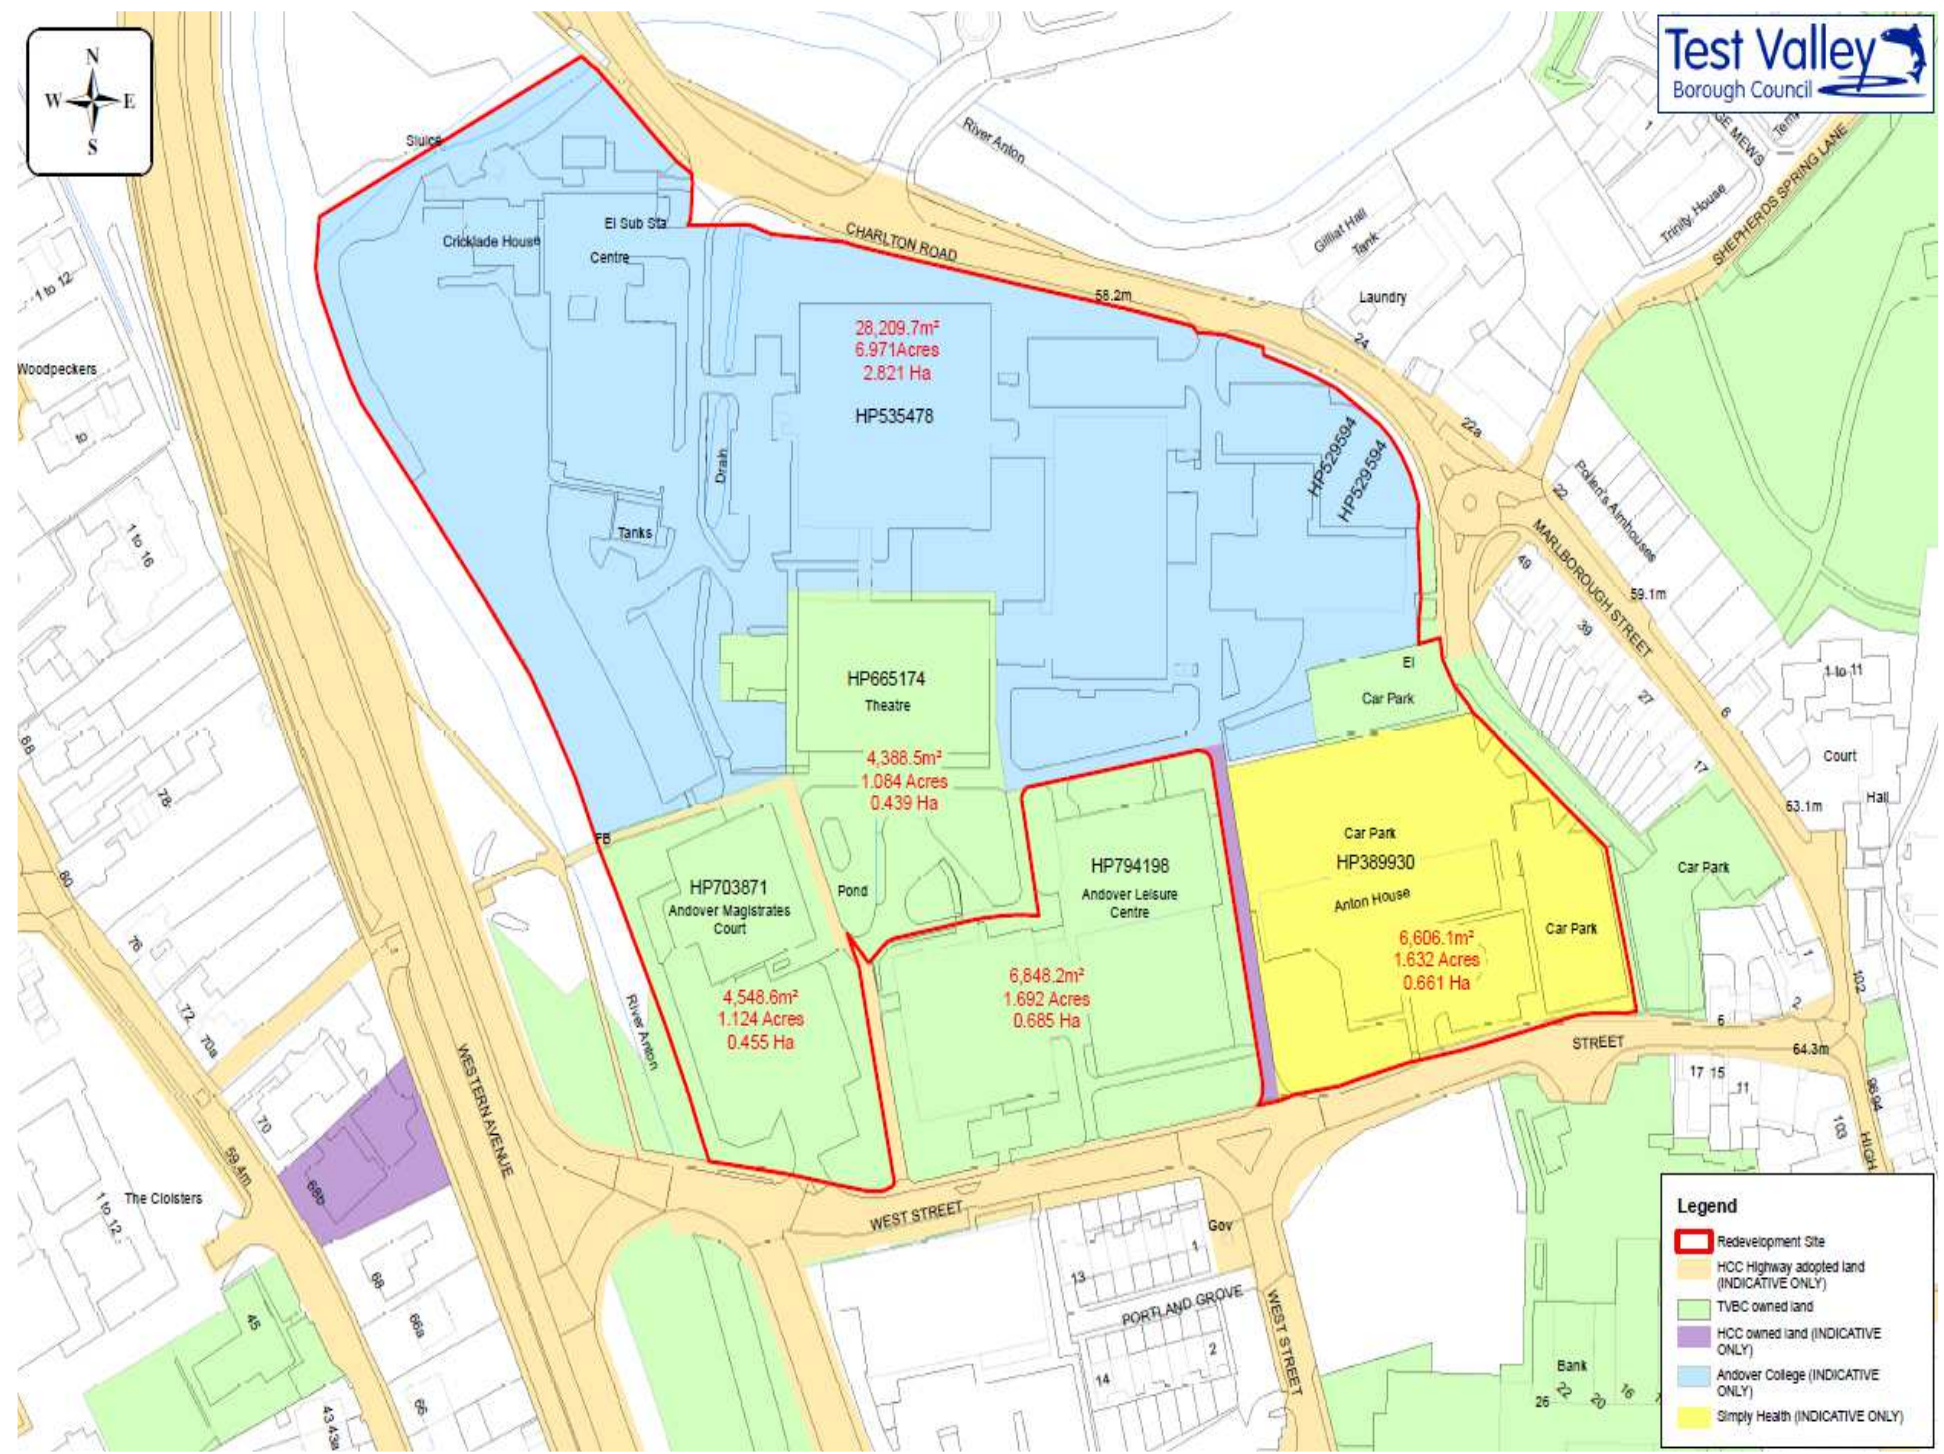 N
W E
S
Test Valley
Borough Council
Sluice
River Anton
GE MEWS
Trinity House
SHEPHERDS SPRING LANE
1
Cricklade House
El Sub Sta
Centre
CHARLTON ROAD
58.2m
Gilliat Hall
Tank
Laundry
24
22a
1 to 12
Woodpeckers
to
1 to 16
28,209.7m²
6.971Acres
2.821 Ha
HP535478
HP529594
HP529594
Drain
Tanks
22
Pollen's Almhouses
MARLBOROUGH STREET
59.1m
49
39
27
17
6
HP665174
Theatre
4,388.5m²
1.084 Acres
0.439 Ha
El
Car Park
1 to 11
Court
Hall
63.1m
88
78
80
76
72
70a
70
FB
HP703871
Andover Magistrates
Court
4,548.6m²
1.124 Acres
0.455 Ha
Pond
HP794198
Andover Leisure
Centre
6,848.2m²
1.692 Acres
0.685 Ha
Car Park
HP389930
Anton House
Car Park
6,606.1m²
1.632 Acres
0.661 Ha
Car Park
1
2
6
102
64.3m
STREET
17 15
11
103
96 94
HIGH
River Anton
WESTERN AVENUE
59.4m
68b
The Cloisters
1 to 12
45
68
66a
66
43 43a
WEST STREET
Gov
1
13
PORTLAND GROVE
2
14
WEST STREET
Bank
26
22
20
16
Legend
Redevelopment Site
HCC Highway adopted land
(INDICATIVE ONLY)
TVBC owned land
HCC owned land (INDICATIVE
ONLY)
Andover College (INDICATIVE
ONLY)
Simply Health (INDICATIVE ONLY)